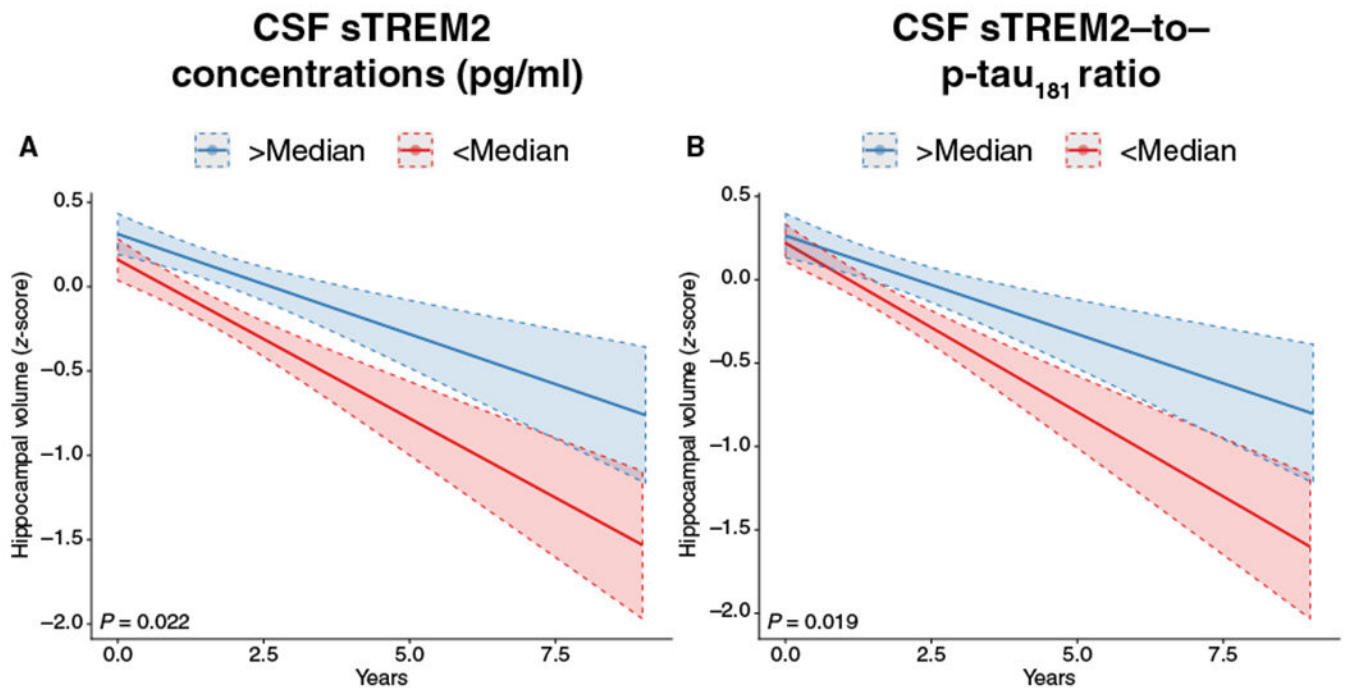 CSF sTREM2
concentrations (pg/ml)
A
>Median
<Median
Hippocampal volume (z-score)
0.5
0.0
−0.5
−1.0
−1.5
−2.0
P = 0.022
0.0
2.5
5.0
7.5
Years
CSF sTREM2–to–
p-tau181 ratio
B
>Median
<Median
Hippocampal volume (z-score)
0.5
0.0
−0.5
−1.0
−1.5
−2.0
P = 0.019
0.0
2.5
5.0
7.5
Years